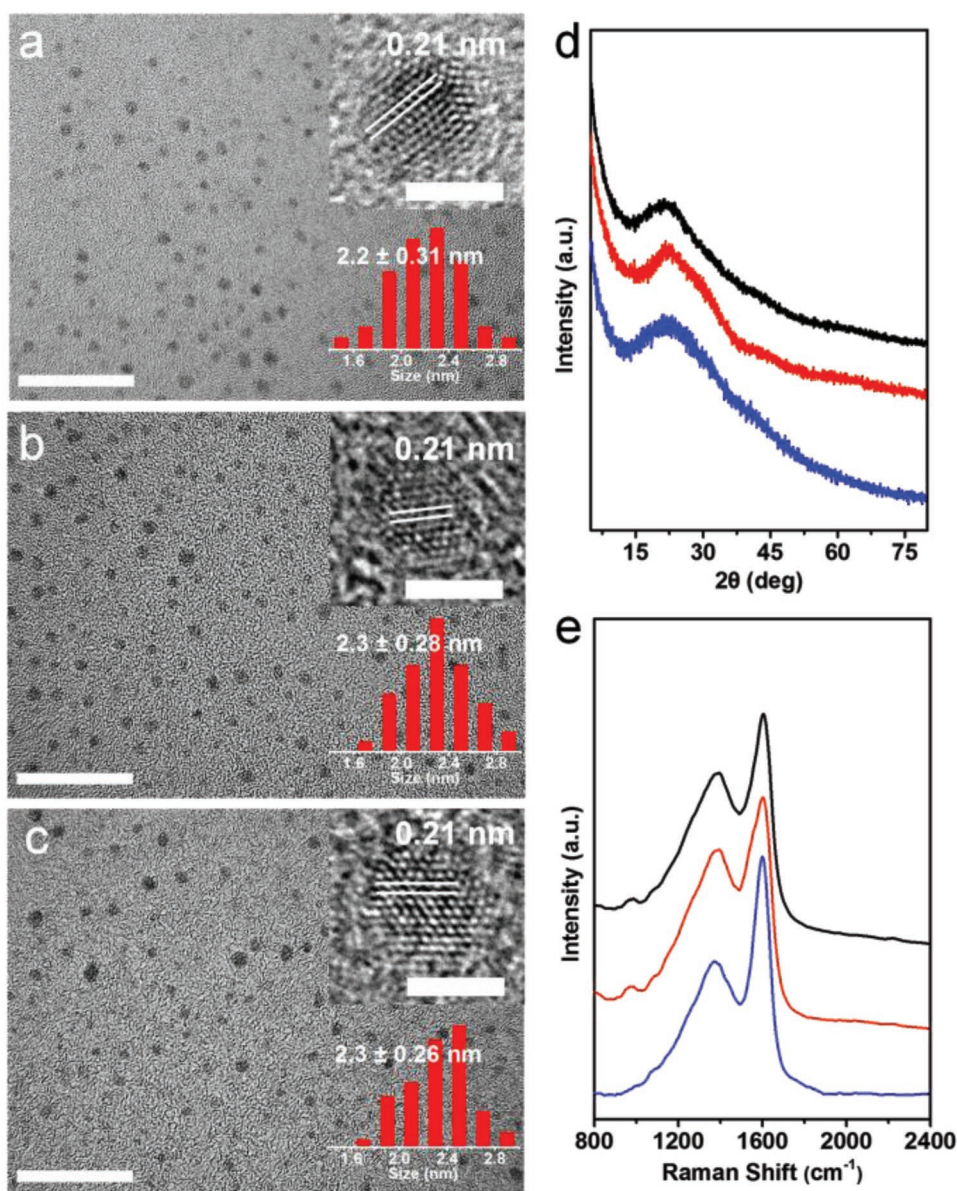 a
0.21 nm
2.2 ± 0.31 nm
1.6 2.0 2.4 2.8
Size (nm)
b
0.21 nm
2.3 ± 0.28 nm
1.6 2.0 2.4 2.8
Size (nm)
c
0.21 nm
2.3 ± 0.26 nm
1.6 2.0 2.4 2.8
Size (nm)
d
Intensity (a.u.)
15 30 45 60 75
2θ (deg)
e
Intensity (a.u.)
800 1200 1600 2000 2400
Raman Shift (cm⁻¹)